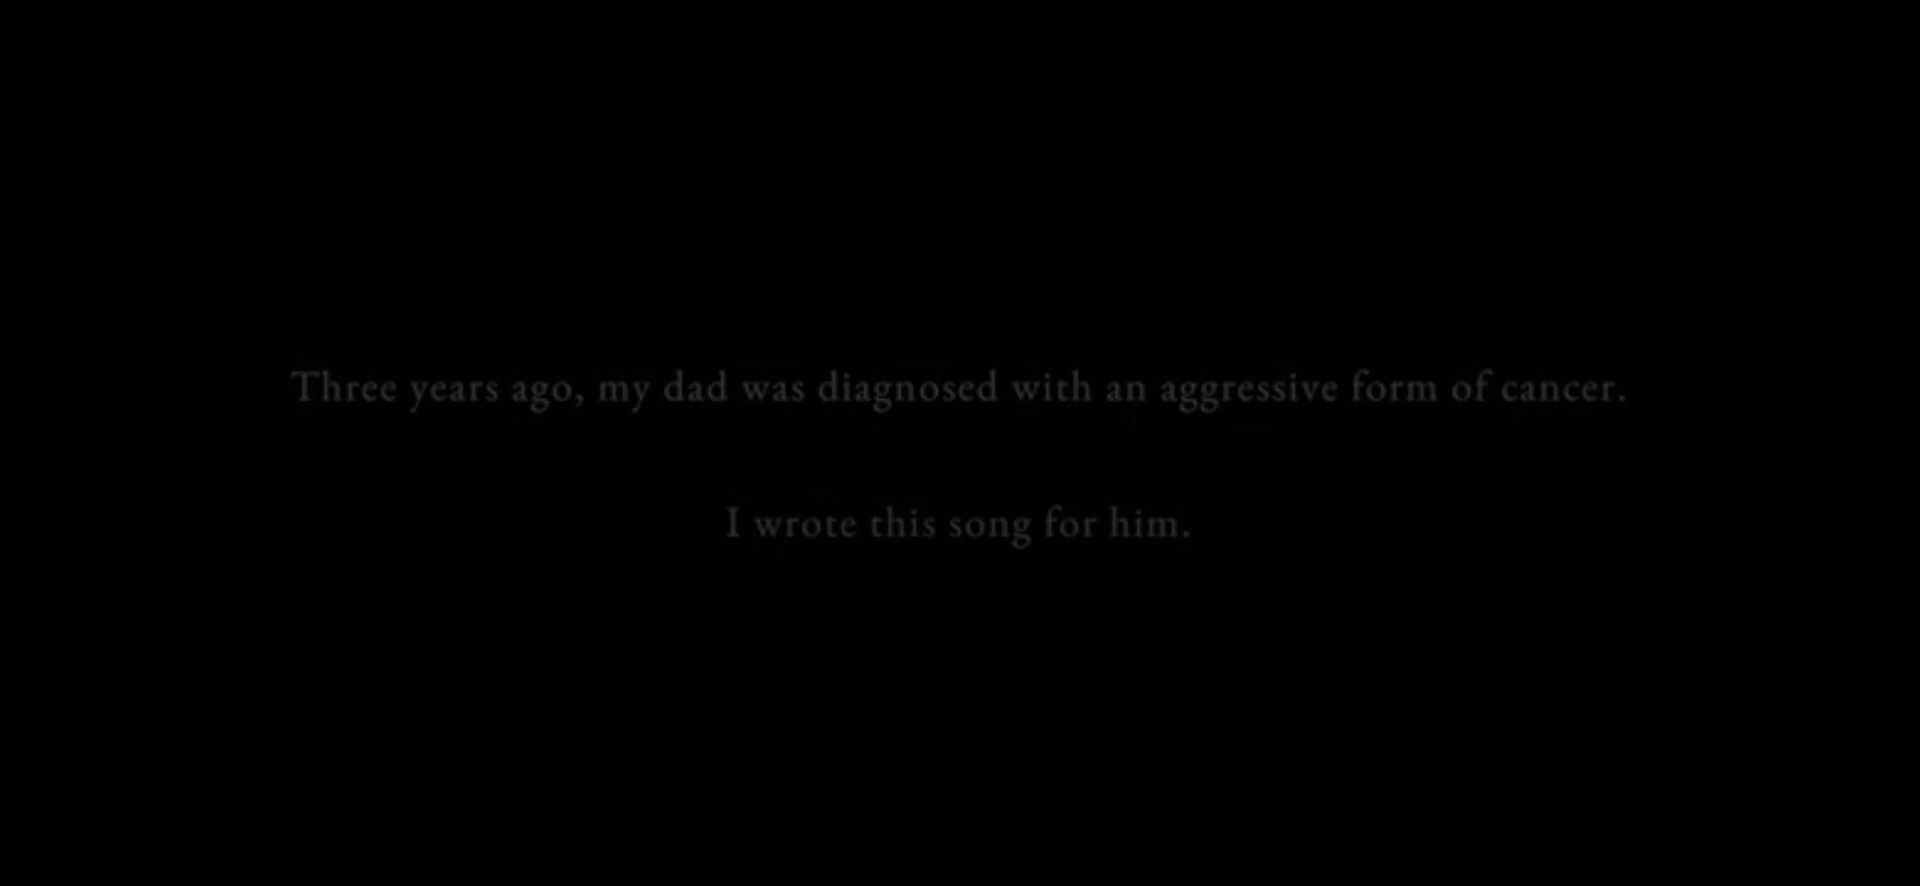 Three years ago, my dad was diagnosed with an aggressive form of cancer.
I wrote this song for him.